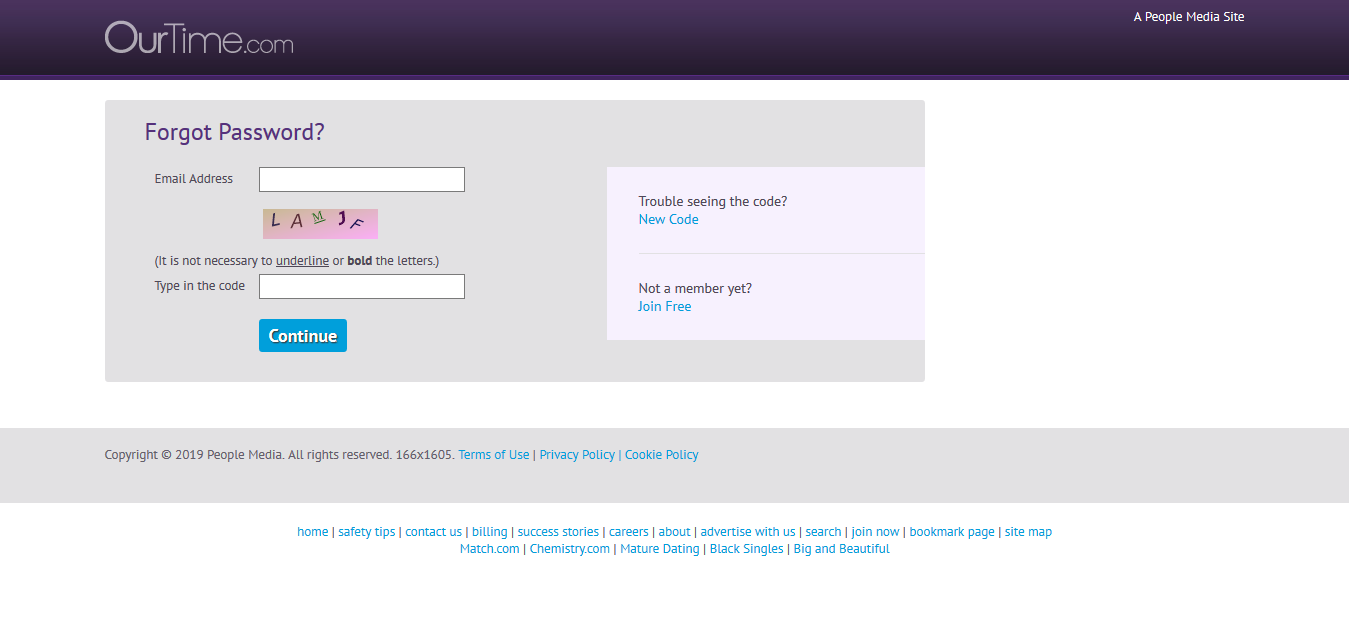 OurTime.com
A People Media Site
Forgot Password?
Email Address
L A M J F
(It is not necessary to underline or bold the letters.)
Type in the code
Continue
Trouble seeing the code?
New Code
Not a member yet?
Join Free
Copyright © 2019 People Media. All rights reserved. 166x1605. Terms of Use | Privacy Policy | Cookie Policy
home | safety tips | contact us | billing | success stories | careers | about | advertise with us | search | join now | bookmark page | site map
Match.com | Chemistry.com | Mature Dating | Black Singles | Big and Beautiful